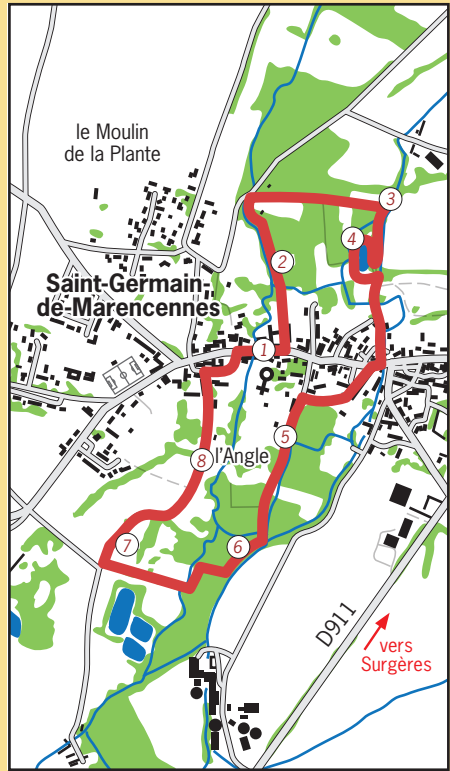 le Moulin
de la Plante
3
4
2
Saint-Germain-
de-Marencennes
1
5
8
l'Angle
7
6
D911
vers
Surgères